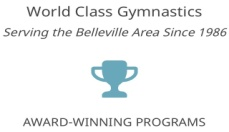 World Class Gymnastics
Serving the Belleville Area Since 1986
AWARD-WINNING PROGRAMS